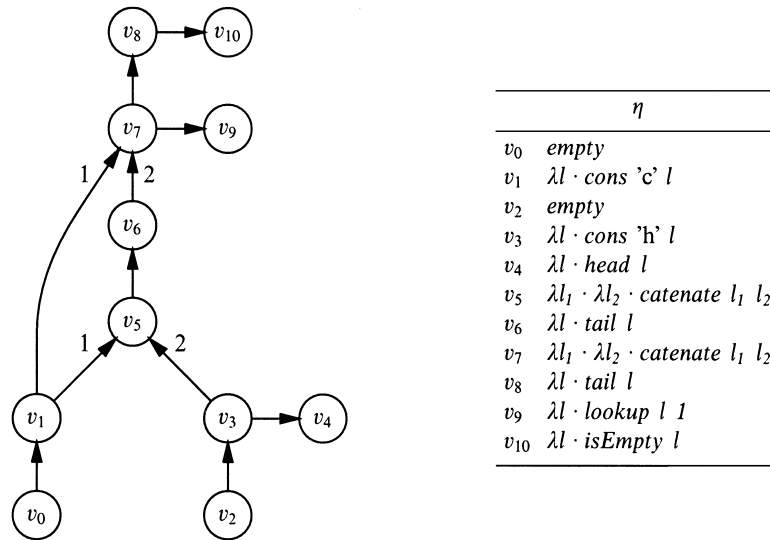 v8 v10
v7 v9
1 2
v6
v5
1 2
v1 v3 v4
v0 v2
η
v0 empty
v1 λl · cons 'c' l
v2 empty
v3 λl · cons 'h' l
v4 λl · head l
v5 λl1 · λl2 · catenate l1 l2
v6 λl · tail l
v7 λl1 · λl2 · catenate l1 l2
v8 λl · tail l
v9 λl · lookup l 1
v10 λl · isEmpty l